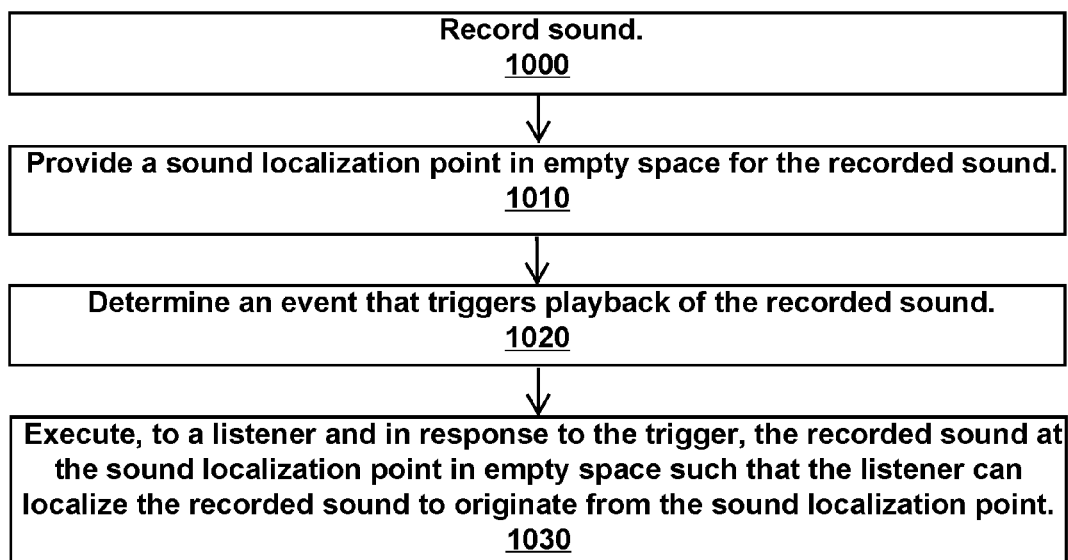 Record sound.
1000
Provide a sound localization point in empty space for the recorded sound.
1010
Determine an event that triggers playback of the recorded sound.
1020
Execute, to a listener and in response to the trigger, the recorded sound at
the sound localization point in empty space such that the listener can
localize the recorded sound to originate from the sound localization point.
1030